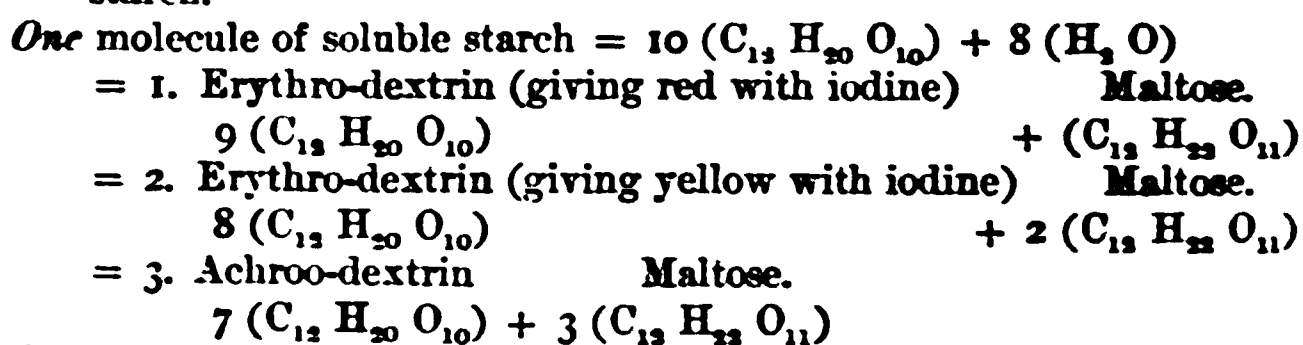 starch.
One molecule of soluble starch = 10 (C₁₂ H₂₀ O₁₀) + 8 (H₂ O)
= 1. Erythro-dextrin (giving red with iodine) Maltose.
9 (C₁₂ H₂₀ O₁₀) + (C₁₂ H₂₂ O₁₁)
= 2. Erythro-dextrin (giving yellow with iodine) Maltose.
8 (C₁₂ H₂₀ O₁₀) + 2 (C₁₂ H₂₂ O₁₁)
= 3. Achroo-dextrin Maltose.
7 (C₁₂ H₂₀ O₁₀) + 3 (C₁₂ H₂₂ O₁₁)